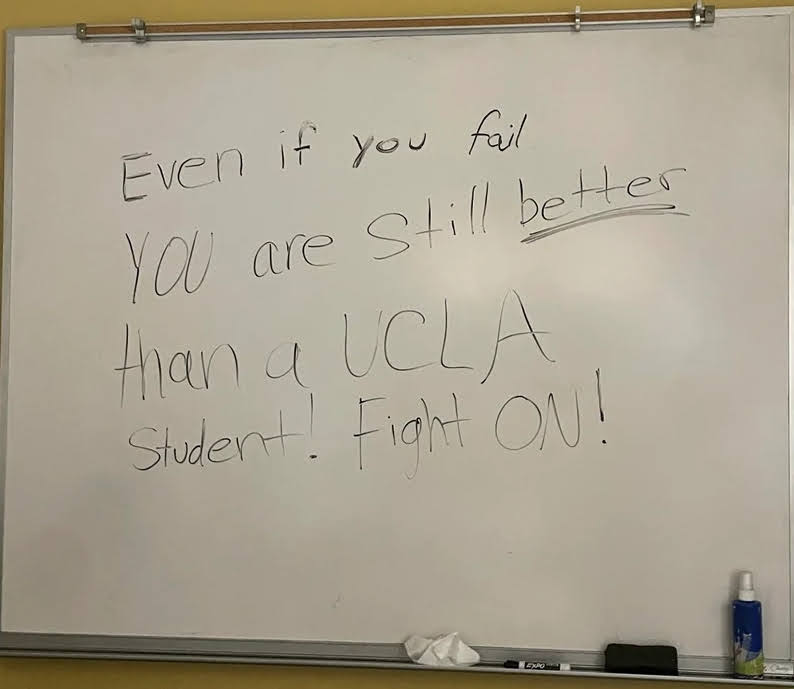 Even if you fail
YOU are Still better
than a UCLA
Student! Fight ON!
EXPO